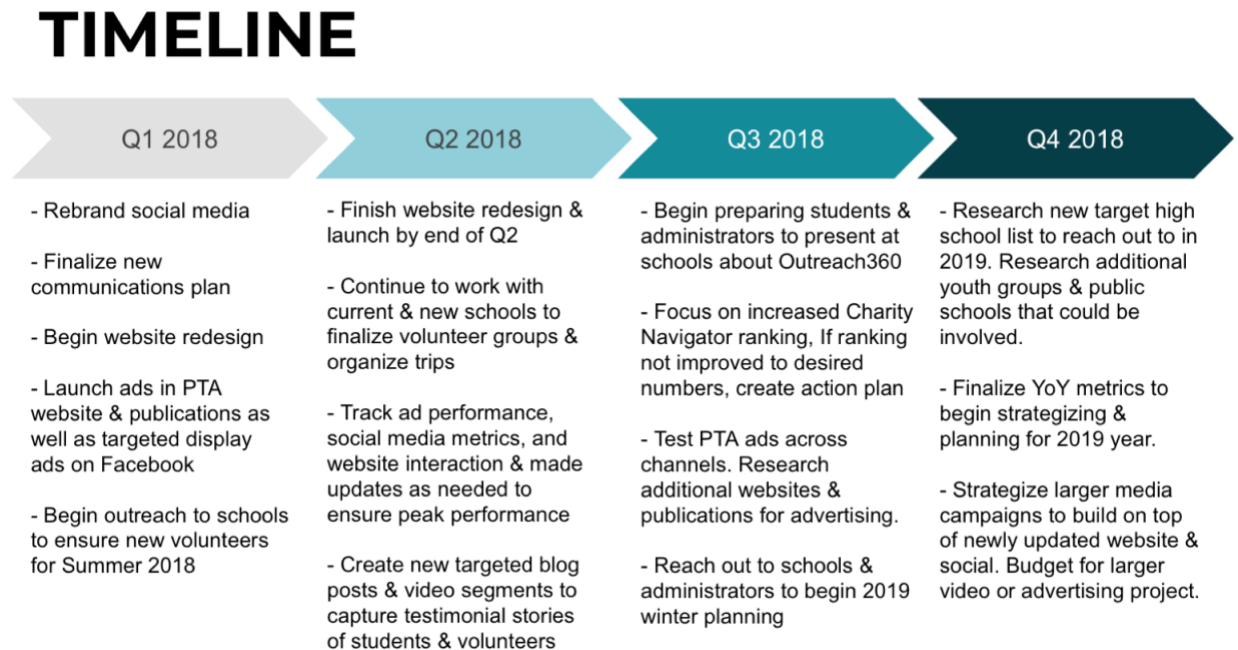 TIMELINE
Q1 2018
Q2 2018
Q3 2018
Q4 2018
- Rebrand social media
- Finalize new
communications plan
- Begin website redesign
- Launch ads in PTA
website & publications as
well as targeted display
ads on Facebook
- Begin outreach to schools
to ensure new volunteers
for Summer 2018
- Finish website redesign &
launch by end of Q2
- Continue to work with
current & new schools to
finalize volunteer groups &
organize trips
- Track ad performance,
social media metrics, and
website interaction & made
updates as needed to
ensure peak performance
- Create new targeted blog
posts & video segments to
capture testimonial stories
of students & volunteers
- Begin preparing students &
administrators to present at
schools about Outreach360
- Focus on increased Charity
Navigator ranking, If ranking
not improved to desired
numbers, create action plan
- Test PTA ads across
channels. Research
additional websites &
publications for advertising.
- Reach out to schools &
administrators to begin 2019
winter planning
- Research new target high
school list to reach out to in
2019. Research additional
youth groups & public
schools that could be
involved.
- Finalize YoY metrics to
begin strategizing &
planning for 2019 year.
- Strategize larger media
campaigns to build on top
of newly updated website &
social. Budget for larger
video or advertising project.